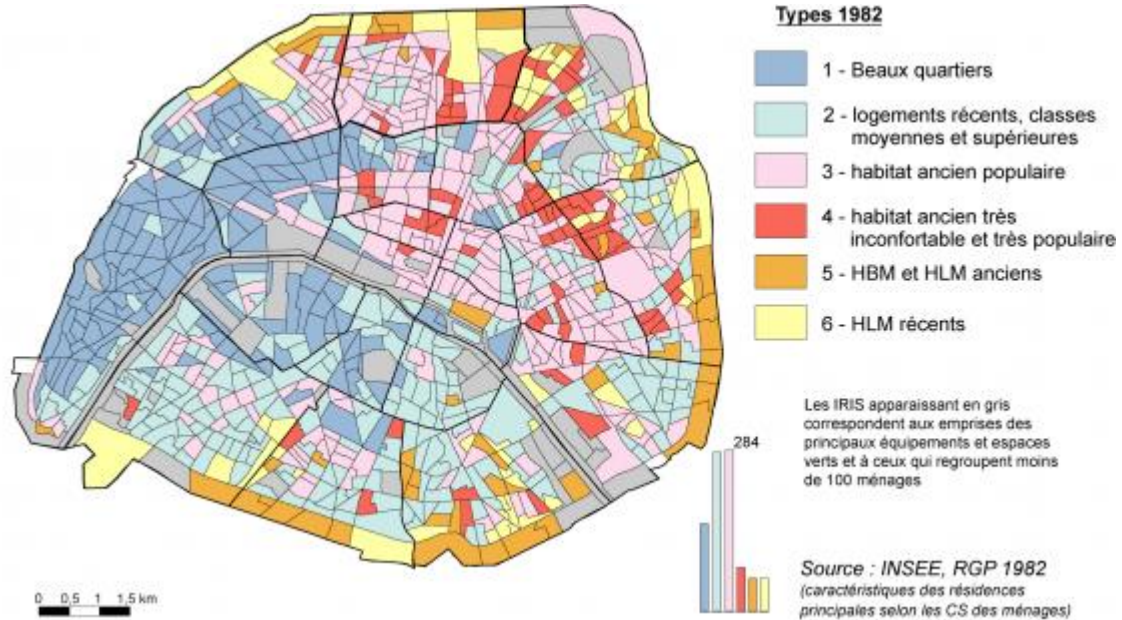 Types 1982
1 - Beaux quartiers
2 - logements récents, classes
moyennes et supérieures
3 - habitat ancien populaire
4 - habitat ancien très
inconfortable et très populaire
5 - HBM et HLM anciens
6 - HLM récents
Les IRIS apparaissant en gris
correspondent aux emprises des
principaux équipements et espaces
verts et à ceux qui regroupent moins
de 100 ménages
284
Source : INSEE, RGP 1982
(caractéristiques des résidences
principales selon les CS des ménages)
0 0,5 1 1,5 km